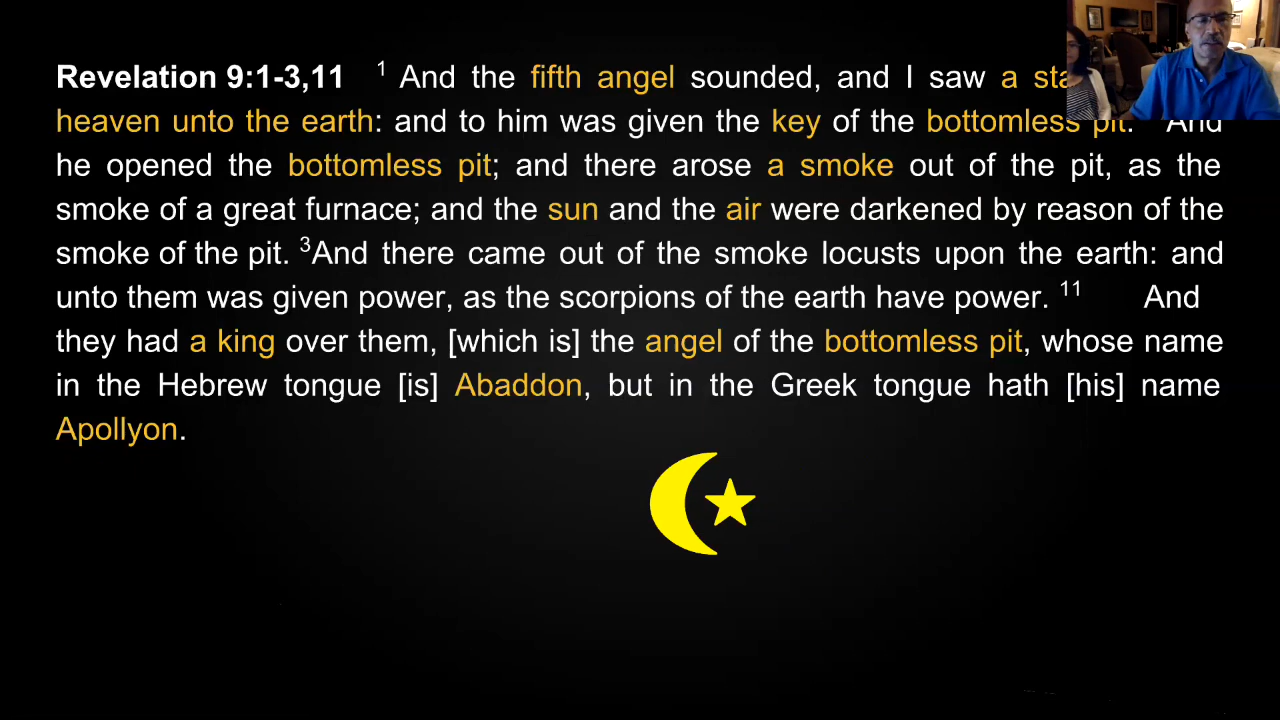 Revelation 9:1-3,11 1 And the fifth angel sounded, and I saw a
heaven unto the earth: and to him was given the key of the bottomless pit. And
he opened the bottomless pit; and there arose a smoke out of the pit, as the
smoke of a great furnace; and the sun and the air were darkened by reason of the
smoke of the pit. 3And there came out of the smoke locusts upon the earth: and
unto them was given power, as the scorpions of the earth have power. 11 And
they had a king over them, [which is] the angel of the bottomless pit, whose name
in the Hebrew tongue [is] Abaddon, but in the Greek tongue hath [his] name
Apollyon.